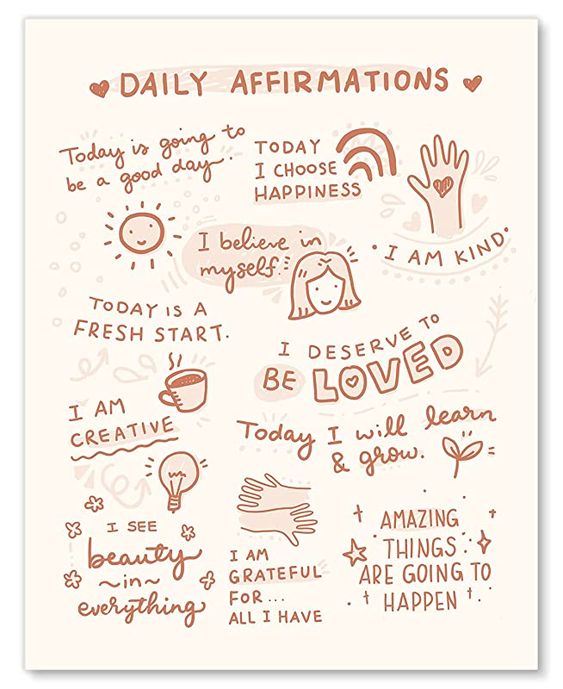 DAILY AFFIRMATIONS
Today is going to
be a good day.
TODAY
I CHOOSE
HAPPINESS
I AM KIND
I believe in
myself.
TODAY IS A
FRESH START.
I DESERVE TO
BE LOVED
I AM
CREATIVE
Today I will learn
& grow.
I SEE
beauty
~in~
everything
I AM
GRATEFUL
FOR...
ALL I HAVE
AMAZING
THINGS
ARE GOING TO
HAPPEN